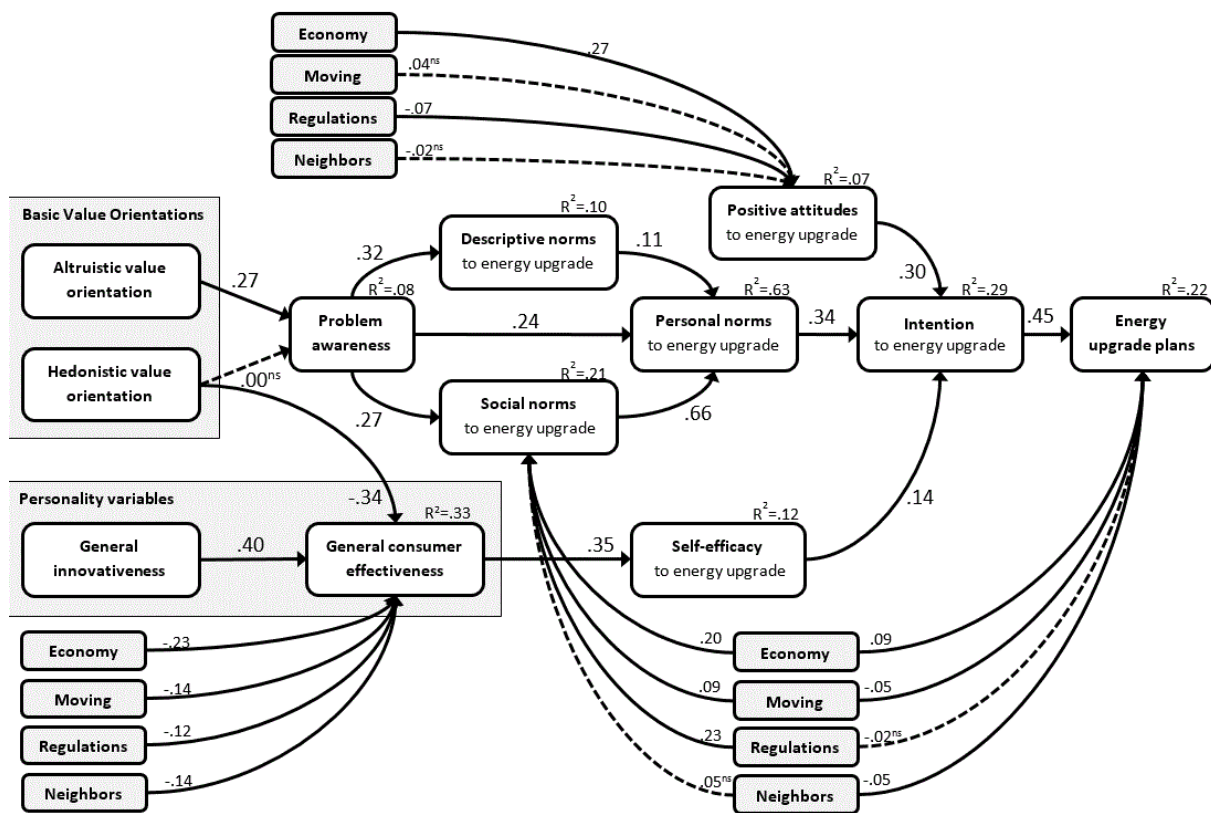 Economy
.27
Moving
.04ns
Regulations
-.07
Neighbors
-.02ns
R²=.07
Positive attitudes
to energy upgrade
.30
Basic Value Orientations
Altruistic value
orientation
.27
Hedonistic value
orientation
.00ns
-.34
R²=.08
Problem
awareness
.32
.24
.27
R²=.10
Descriptive norms
to energy upgrade
.11
R²=.21
Social norms
to energy upgrade
.66
R²=.63
Personal norms
to energy upgrade
.34
R²=.29
Intention
to energy upgrade
.45
R²=.22
Energy
upgrade plans
Personality variables
General
innovativeness
.40
R²=.33
General consumer
effectiveness
.35
R²=.12
Self-efficacy
to energy upgrade
.14
Economy
-.23
Moving
-.14
Regulations
-.12
Neighbors
-.14
.20
Economy
.09
.09
Moving
-.05
.23
Regulations
-.02ns
.05ns
Neighbors
-.05